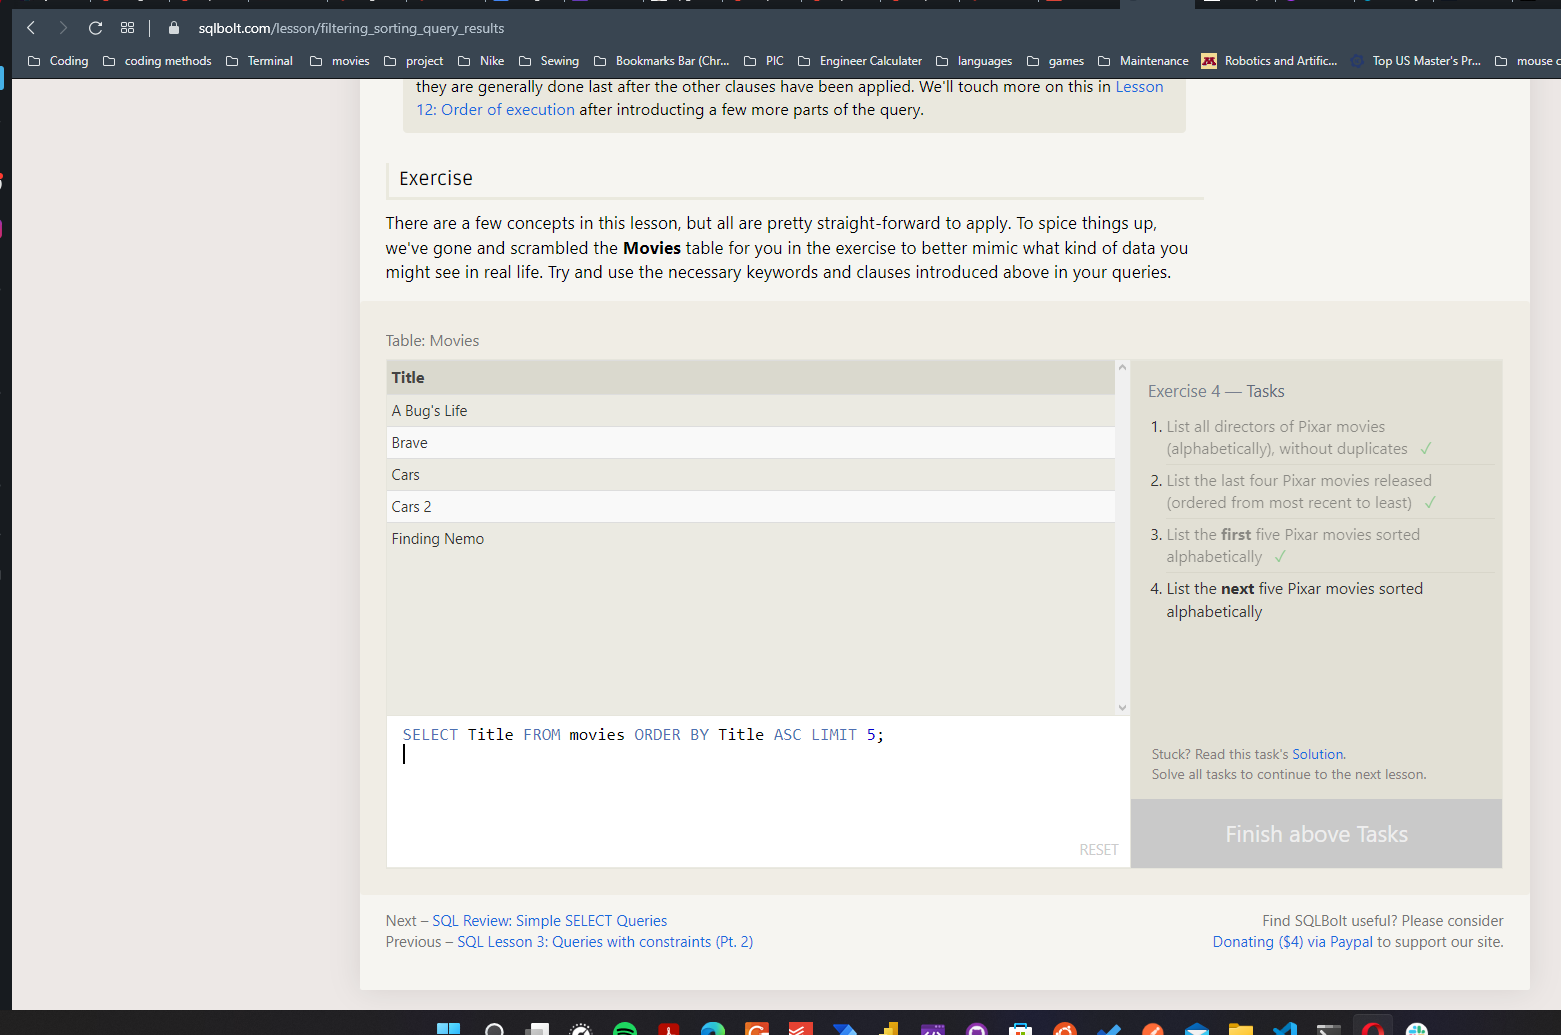 sqlbolt.com/lesson/filtering_sorting_query_results
Coding coding methods Terminal movies project Nike Sewing Bookmarks Bar (Chr... PIC Engineer Calculater languages games Maintenance Robotics and Artific... Top US Master's Pr... mouse
they are generally done last after the other clauses have been applied. We'll touch more on this in Lesson
12: Order of execution after introducting a few more parts of the query.
Exercise
There are a few concepts in this lesson, but all are pretty straight-forward to apply. To spice things up,
we've gone and scrambled the Movies table for you in the exercise to better mimic what kind of data you
might see in real life. Try and use the necessary keywords and clauses introduced above in your queries.
Table: Movies
Title
A Bug's Life
Brave
Cars
Cars 2
Finding Nemo
SELECT Title FROM movies ORDER BY Title ASC LIMIT 5;
RESET
Exercise 4 — Tasks
1. List all directors of Pixar movies
(alphabetically), without duplicates ✓
2. List the last four Pixar movies released
(ordered from most recent to least) ✓
3. List the first five Pixar movies sorted
alphabetically ✓
4. List the next five Pixar movies sorted
alphabetically
Stuck? Read this task's Solution.
Solve all tasks to continue to the next lesson.
Finish above Tasks
Next – SQL Review: Simple SELECT Queries
Previous – SQL Lesson 3: Queries with constraints (Pt. 2)
Find SQLBolt useful? Please consider
Donating ($4) via Paypal to support our site.